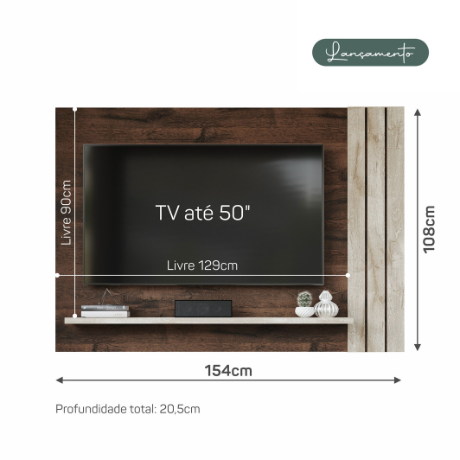 Lançamento
Livre 90cm
TV até 50"
Livre 129cm
108cm
154cm
Profundidade total: 20,5cm